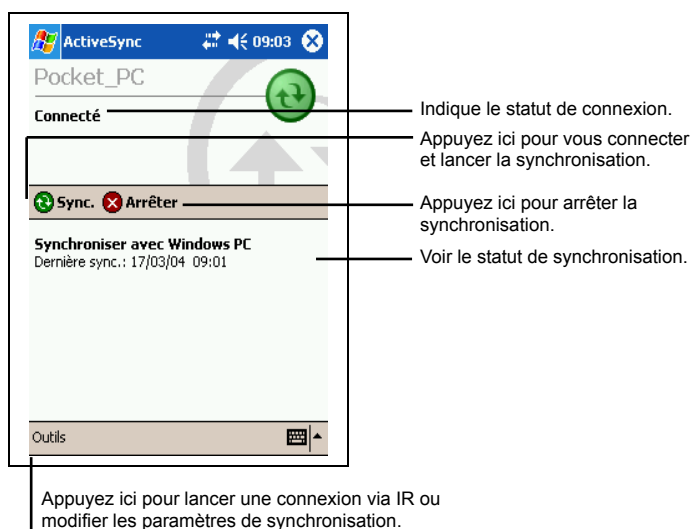 ActiveSync 09:03
Pocket_PC
Connecté
Indique le statut de connexion.
Appuyez ici pour vous connecter
et lancer la synchronisation.
Sync. Arrêter
Appuyez ici pour arrêter la
synchronisation.
Synchroniser avec Windows PC
Dernière sync.: 17/03/04 09:01
Voir le statut de synchronisation.
Outils
Appuyez ici pour lancer une connexion via IR ou
modifier les paramètres de synchronisation.